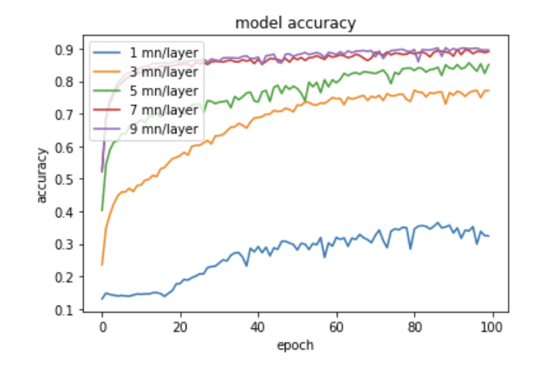 model accuracy
0.9
0.8
0.7
0.6
0.5
0.4
0.3
0.2
0.1
accuracy
1 mn/layer
3 mn/layer
5 mn/layer
7 mn/layer
9 mn/layer
0 20 40 60 80 100
epoch